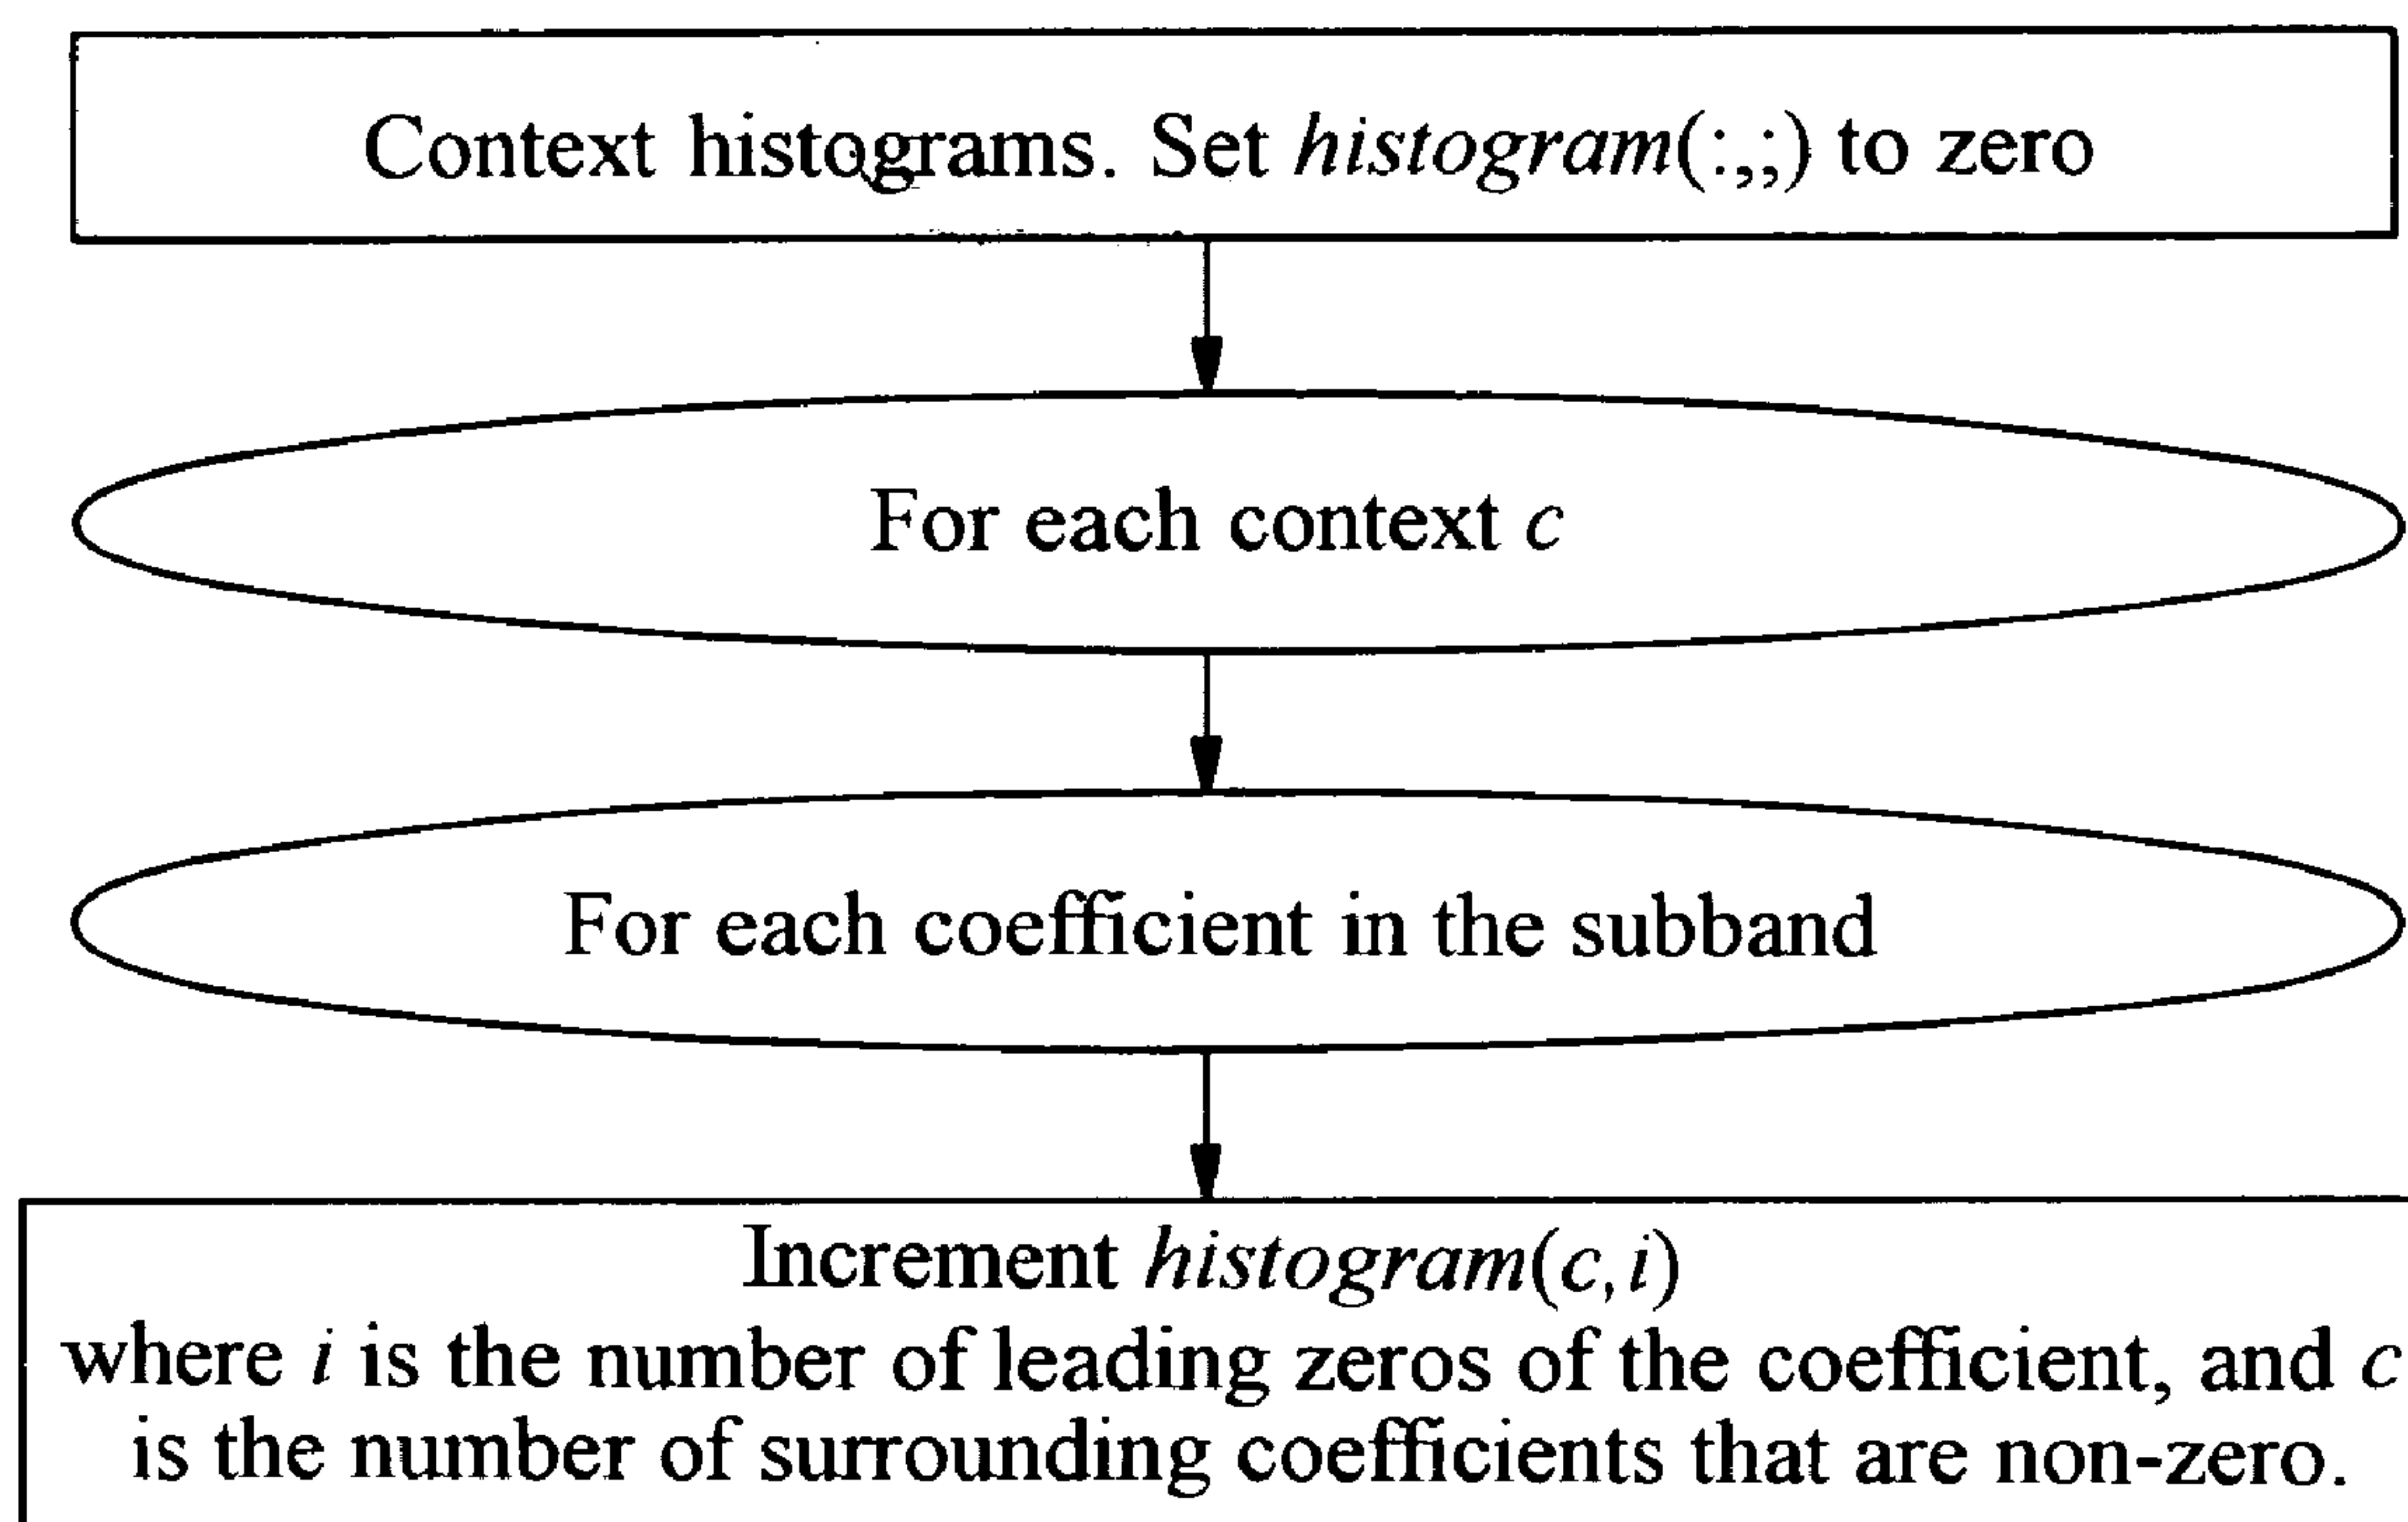 Context histograms. Set histogram(:,;) to zero
For each context c
For each coefficient in the subband
Increment histogram(c,i)
where i is the number of leading zeros of the coefficient, and c
is the number of surrounding coefficients that are non-zero.